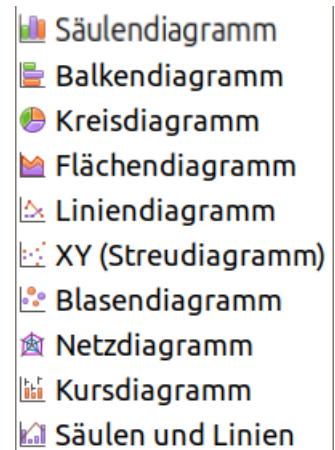 Säulendiagramm
Balkendiagramm
Kreisdiagramm
Flächendiagramm
Liniendiagramm
XY (Streudiagramm)
Blasendiagramm
Netzdiagramm
Kursdiagramm
Säulen und Linien